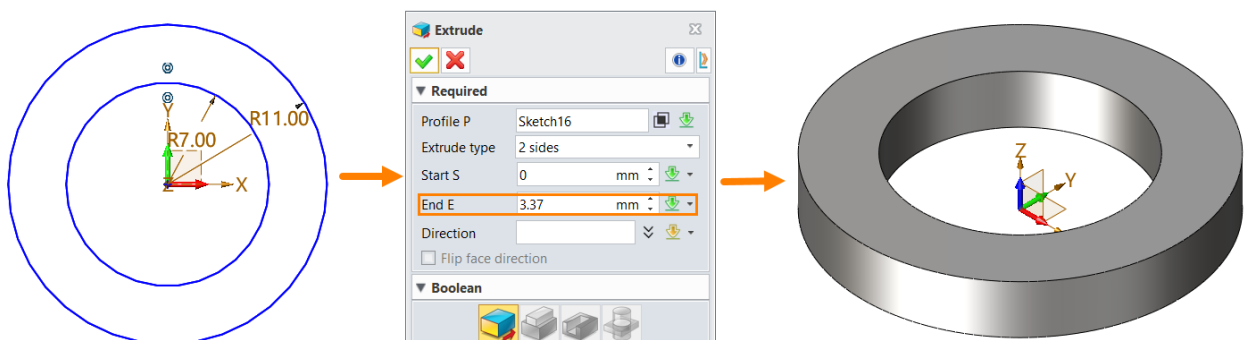 Y
R7.00
R11.00
Z
X
Extrude
Required
Profile P Sketch16
Extrude type 2 sides
Start S 0 mm
End E 3.37 mm
Direction
Flip face direction
Boolean
Z
Y